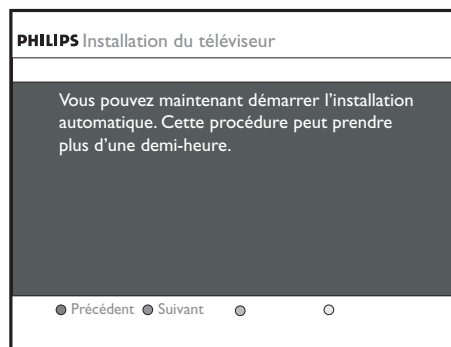 PHILIPS Installation du téléviseur
Vous pouvez maintenant démarrer l'installation
automatique. Cette procédure peut prendre
plus d'une demi-heure.
Précédent Suivant